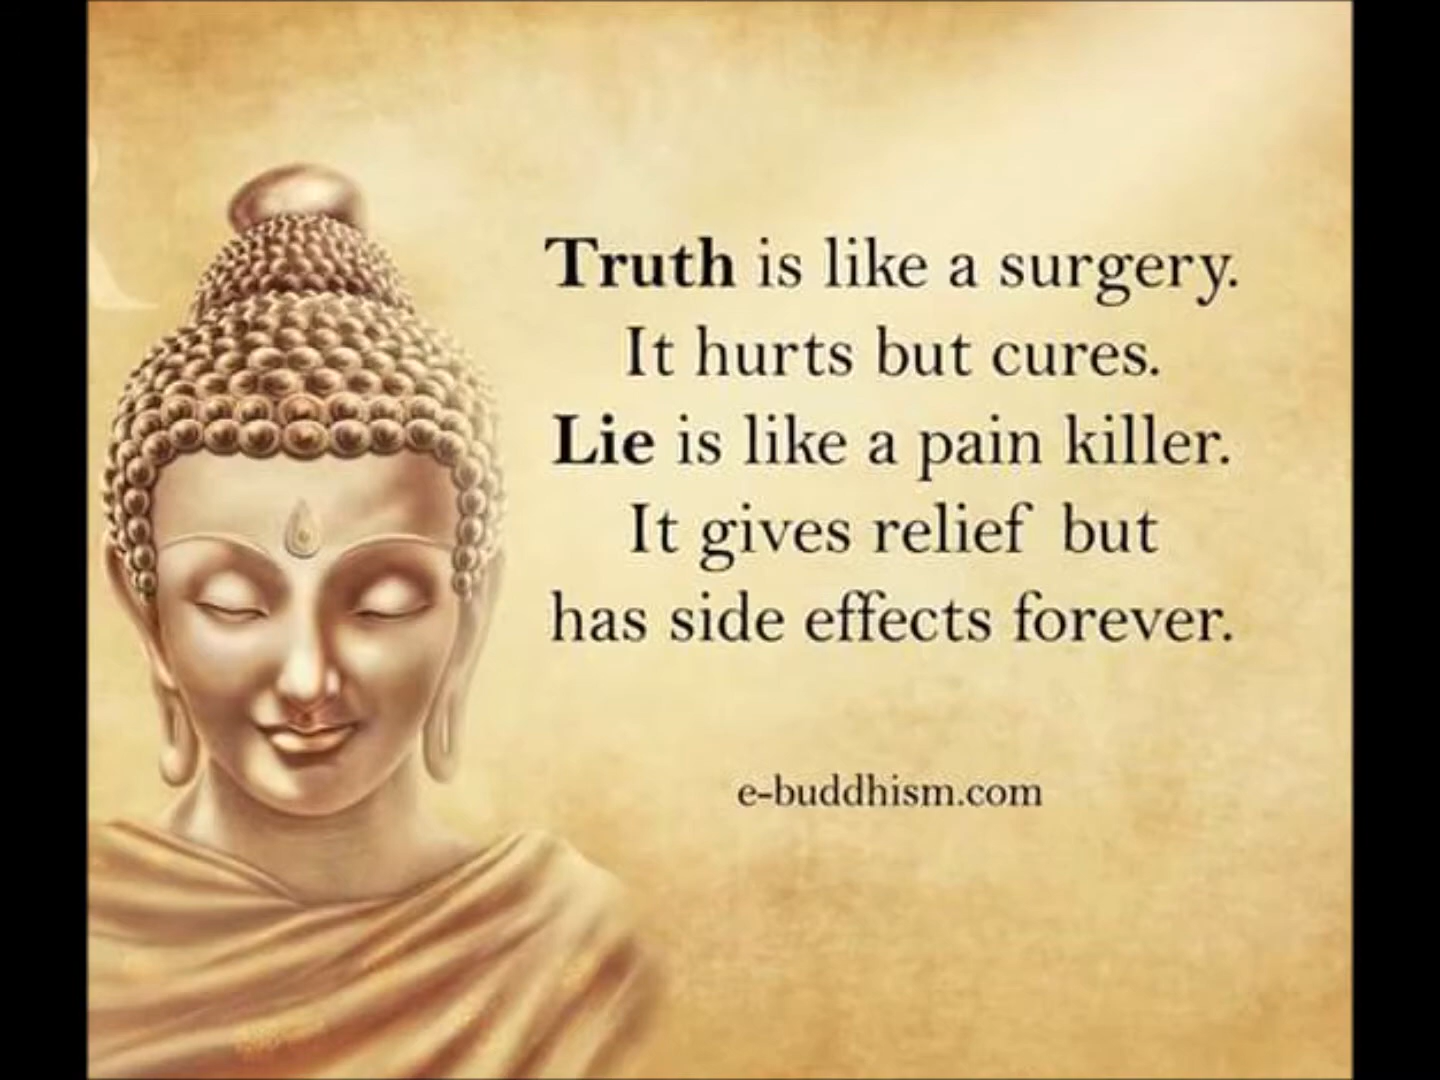 Truth is like a surgery.
It hurts but cures.
Lie is like a pain killer.
It gives relief but
has side effects forever.
e-buddhism.com